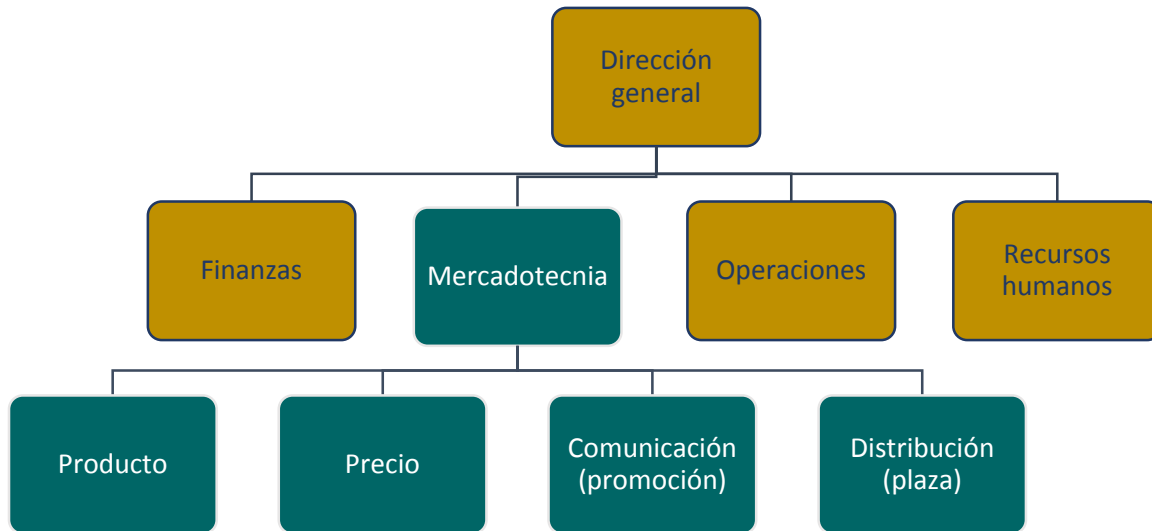 Dirección
general
Finanzas
Mercadotecnia
Operaciones
Recursos
humanos
Producto
Precio
Comunicación
(promoción)
Distribución
(plaza)